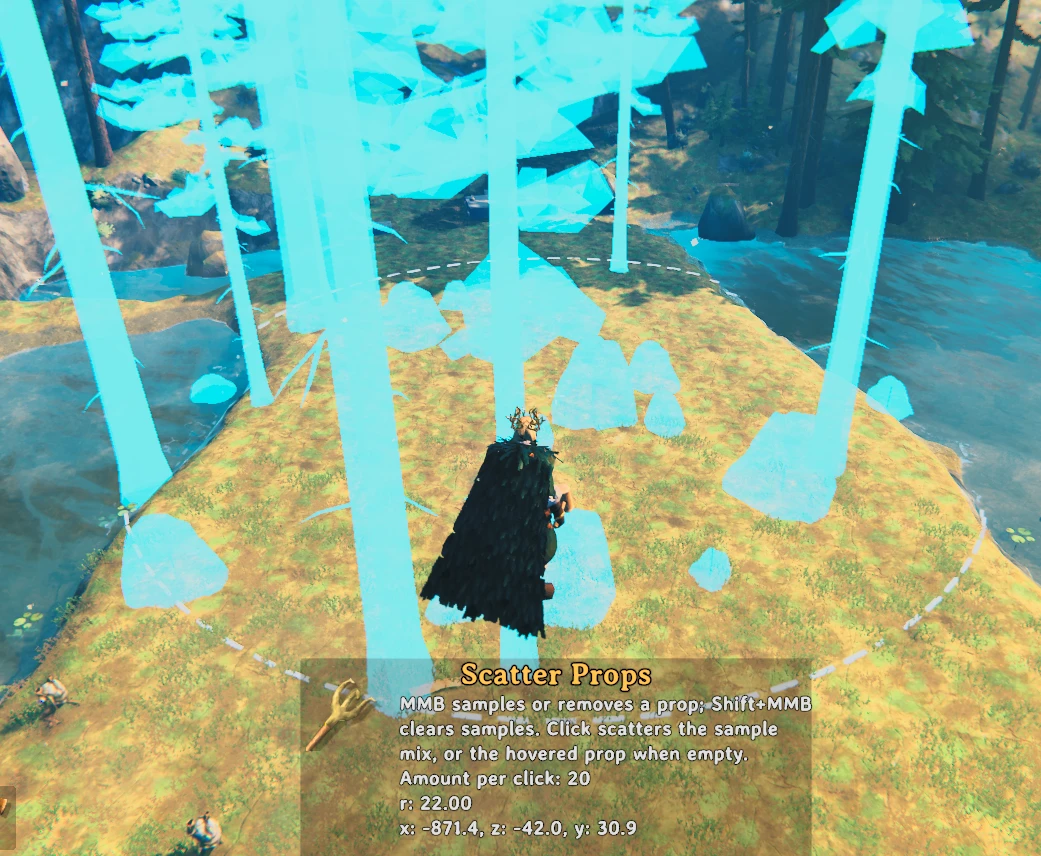 Scatter Props
MMB samples or removes a prop; Shift+MMB
clears samples. Click scatters the sample
mix, or the hovered prop when empty.
Amount per click: 20
r: 22.00
x: -871.4, z: -42.0, y: 30.9